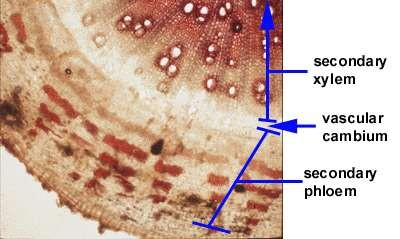 secondary
xylem
vascular
cambium
secondary
phloem